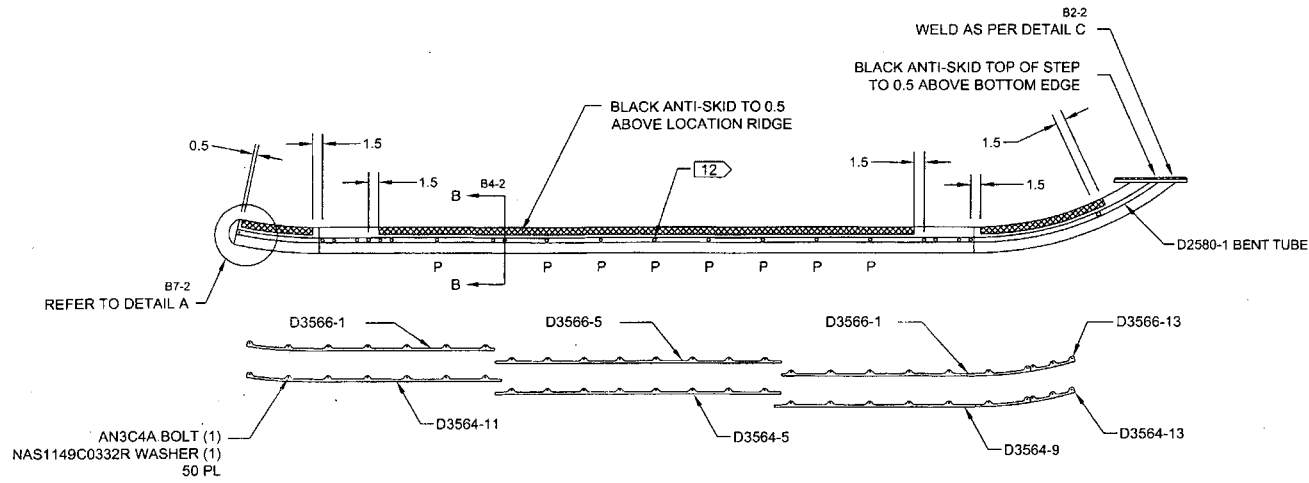 B2-2
WELD AS PER DETAIL C
BLACK ANTI-SKID TOP OF STEP
TO 0.5 ABOVE BOTTOM EDGE
BLACK ANTI-SKID TO 0.5
ABOVE LOCATION RIDGE
0.5
1.5
1.5
B
B4-2
12
1.5
1.5
1.5
D2580-1 BENT TUBE
P P P P P P P P
B
B7-2
REFER TO DETAIL A
D3566-1
D3566-5
D3566-1
D3566-13
AN3C4A BOLT (1)
NAS1149C0332R WASHER (1)
50 PL
D3564-11
D3564-5
D3564-9
D3564-13